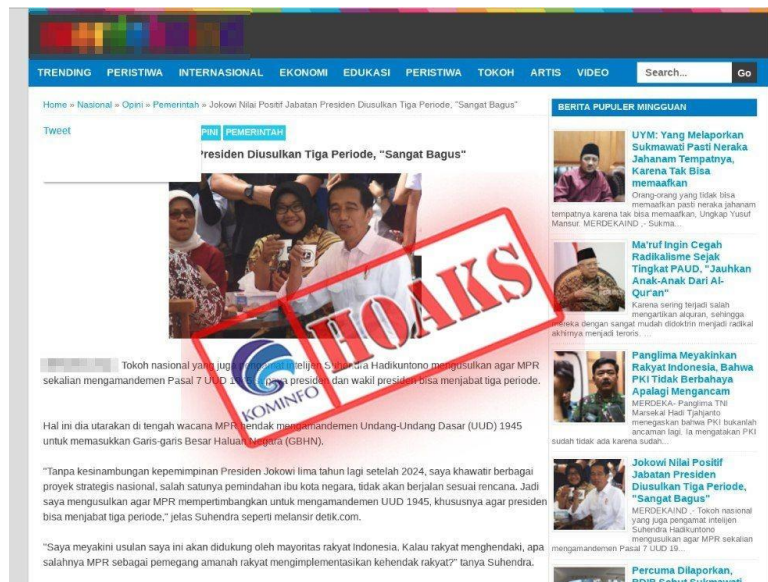 TRENDING PERISTIWA INTERNASIONAL EKONOMI EDUKASI PERISTIWA TOKOH ARTIS VIDEO Search... Go
Home » Nasional » Opini » Pemerintah » Jokowi Nilai Positif Jabatan Presiden Diusulkan Tiga Periode, "Sangat Bagus"
Tweet
PINI PEMERINTAH
Presiden Diusulkan Tiga Periode, "Sangat Bagus"
HOAKS
KOMINFO
Tokoh nasional yang juga pengamat intelijen Suhendra Hadikuntono mengusulkan agar MPR
sekalian mengamandemen Pasal 7 UUD presiden dan wakil presiden bisa menjabat tiga periode.
Hal ini dia utarakan di tengah wacana MPR hendak mengamandemen Undang-Undang Dasar (UUD) 1945
untuk memasukkan Garis-garis Besar Haluan Negara (GBHN).
"Tanpa kesinambungan kepemimpinan Presiden Jokowi lima tahun lagi setelah 2024, saya khawatir berbagai
proyek strategis nasional, salah satunya pemindahan ibu kota negara, tidak akan berjalan sesuai rencana. Jadi
saya mengusulkan agar MPR mempertimbangkan untuk mengamandemen UUD 1945, khususnya agar presiden
bisa menjabat tiga periode," jelas Suhendra seperti melansir detik.com.
"Saya meyakini usulan saya ini akan didukung oleh mayoritas rakyat Indonesia. Kalau rakyat menghendaki, apa
salahnya MPR sebagai pemegang amanah rakyat mengimplementasikan kehendak rakyat?" tanya Suhendra.
BERITA PUPULER MINGGUAN
UYM: Yang Melaporkan
Sukmawati Pasti Neraka
Jahanam Tempatnya,
Karena Tak Bisa
memaafkan
Orang-orang yang tidak bisa
memaafkan pasti neraka jahanam
tempatnya karena tak bisa memaafkan, Ungkap Yusuf
Mansur. MERDEKAIND ,- Sukma...
Ma'ruf Ingin Cegah
Radikalisme Sejak
Tingkat PAUD, "Jauhkan
Anak-Anak Dari Al-
Qur'an"
Karena sering terjadi salah
mengartikan alquran, sehingga
mereka dengan sangat mudah didoktrin menjadi radikal
akhirnya menjadi teroris. ...
Panglima Meyakinkan
Rakyat Indonesia, Bahwa
PKI Tidak Berbahaya
Apalagi Mengancam
MERDEKA- Panglima TNI
Marsekal Hadi Tjahjanto
menegaskan bahwa PKI bukanlah
ancaman lagi. Ia mengatakan PKI
sudah tidak ada karena sudah...
Jokowi Nilai Positif
Jabatan Presiden
Diusulkan Tiga Periode,
"Sangat Bagus"
MERDEKAIND ,- Tokoh nasional
yang juga pengamat intelijen
Suhendra Hadikuntono
mengusulkan agar MPR sekalian
mengamandemen Pasal 7 UUD 19...
Percuma Dilaporkan,